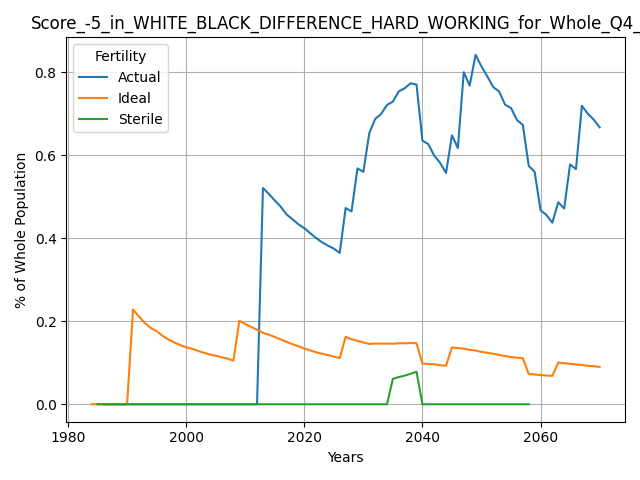 Score_-5_in_WHITE_BLACK_DIFFERENCE_HARD_WORKING_for_Whole_Q4_
Fertility
Actual
Ideal
Sterile
% of Whole Population
0.8
0.6
0.4
0.2
0.0
1980 2000 2020 2040 2060
Years